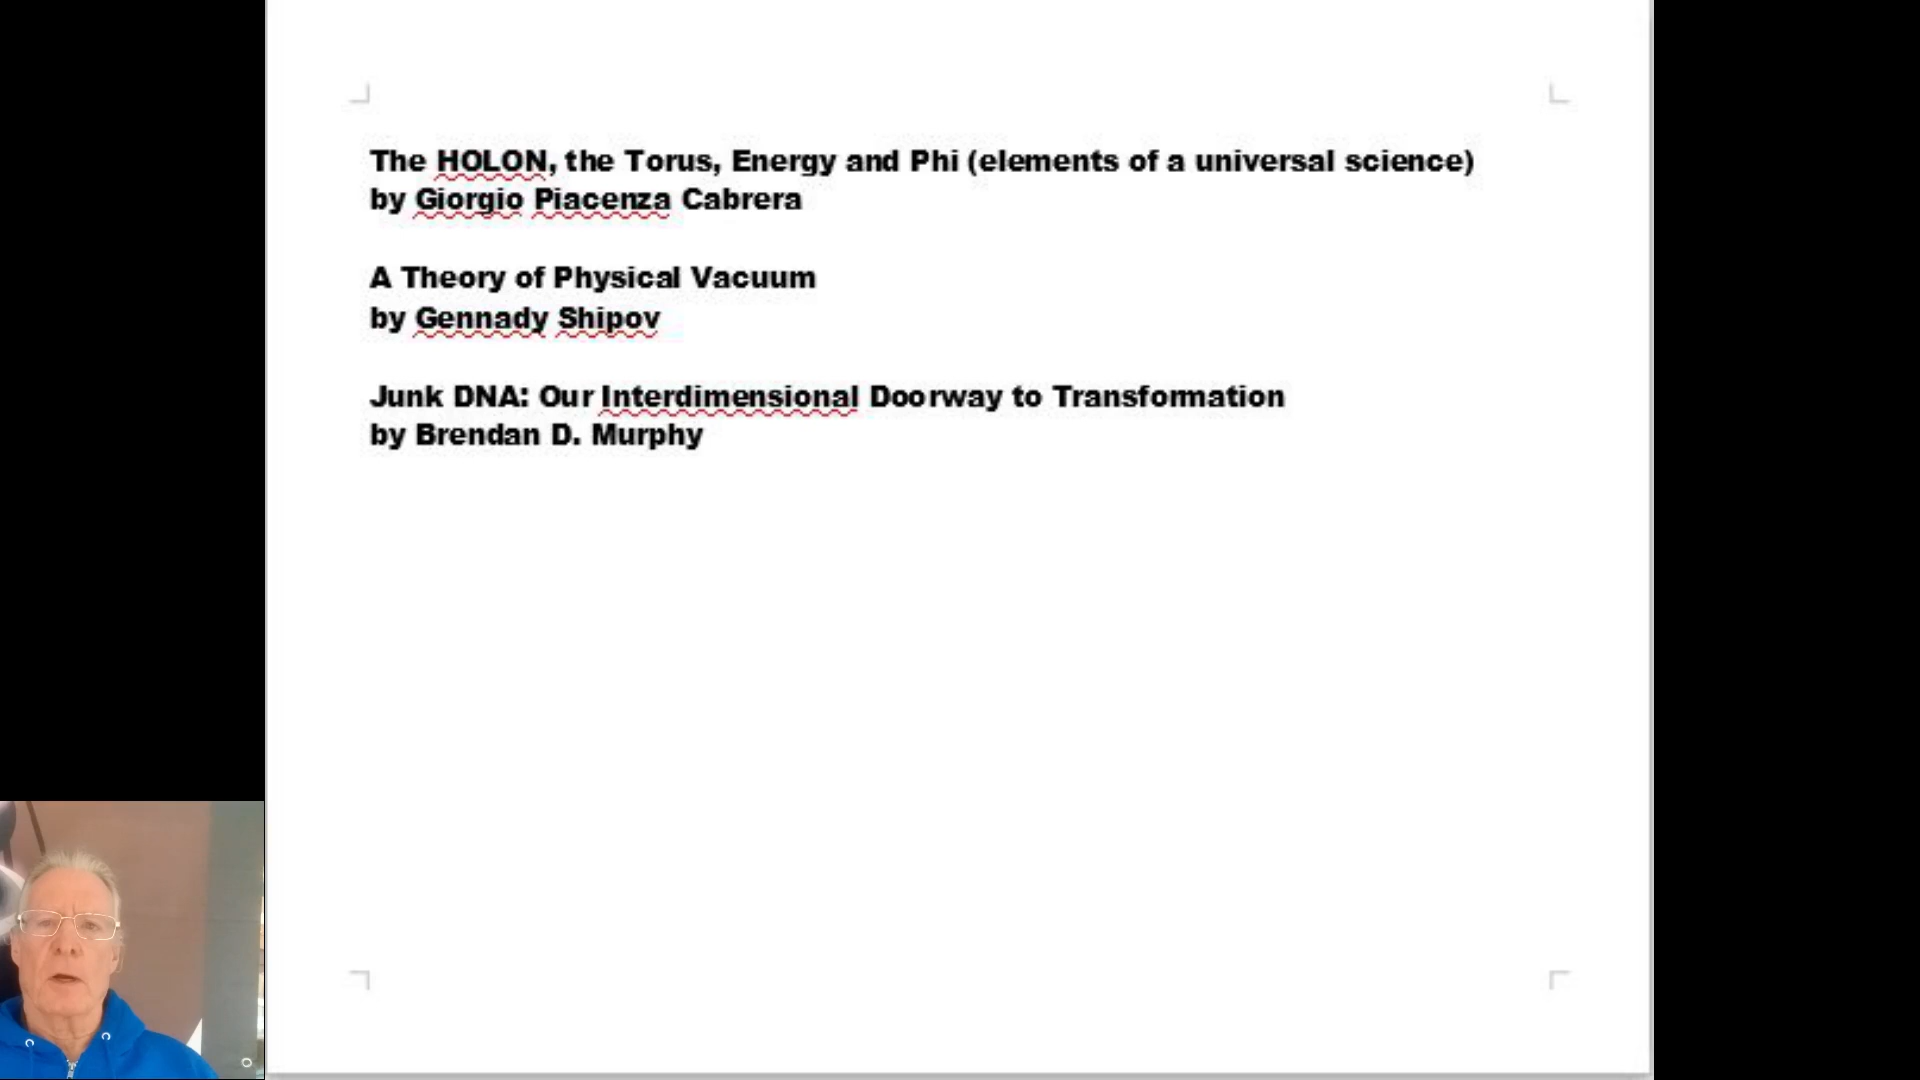 The HOLON, the Torus, Energy and Phi (elements of a universal science)
by Giorgio Piacenza Cabrera
A Theory of Physical Vacuum
by Gennady Shipov
Junk DNA: Our Interdimensional Doorway to Transformation
by Brendan D. Murphy